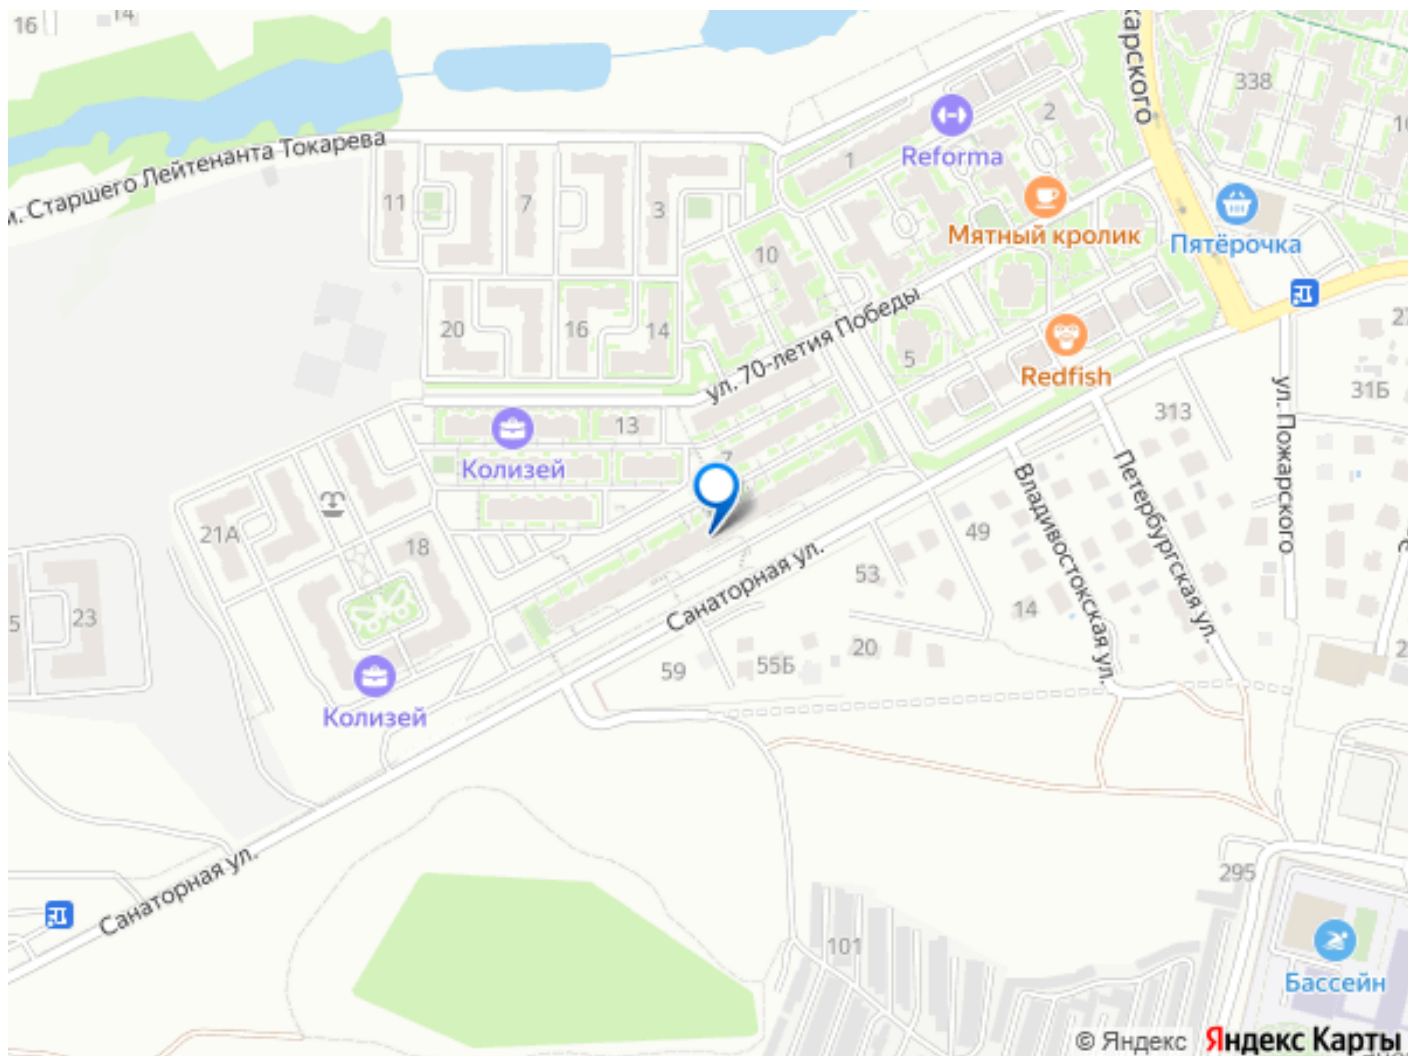 16
14
карского
338
2
Reforma
1
м. Старшего Лейтенанта Токарева
11
7
3
Мятный кролик
Пятёрочка
10
20
16
14
ул. 70-летия Победы
5
Redfish
31Б
313
13
Колизей
7
ул. Пожарского
Петербургская ул.
Владивостокская ул.
21А
18
49
53
Санаторная ул.
14
23
5
20
55Б
59
Колизей
295
Санаторная ул.
101
Бассейн
© Яндекс Яндекс Карты